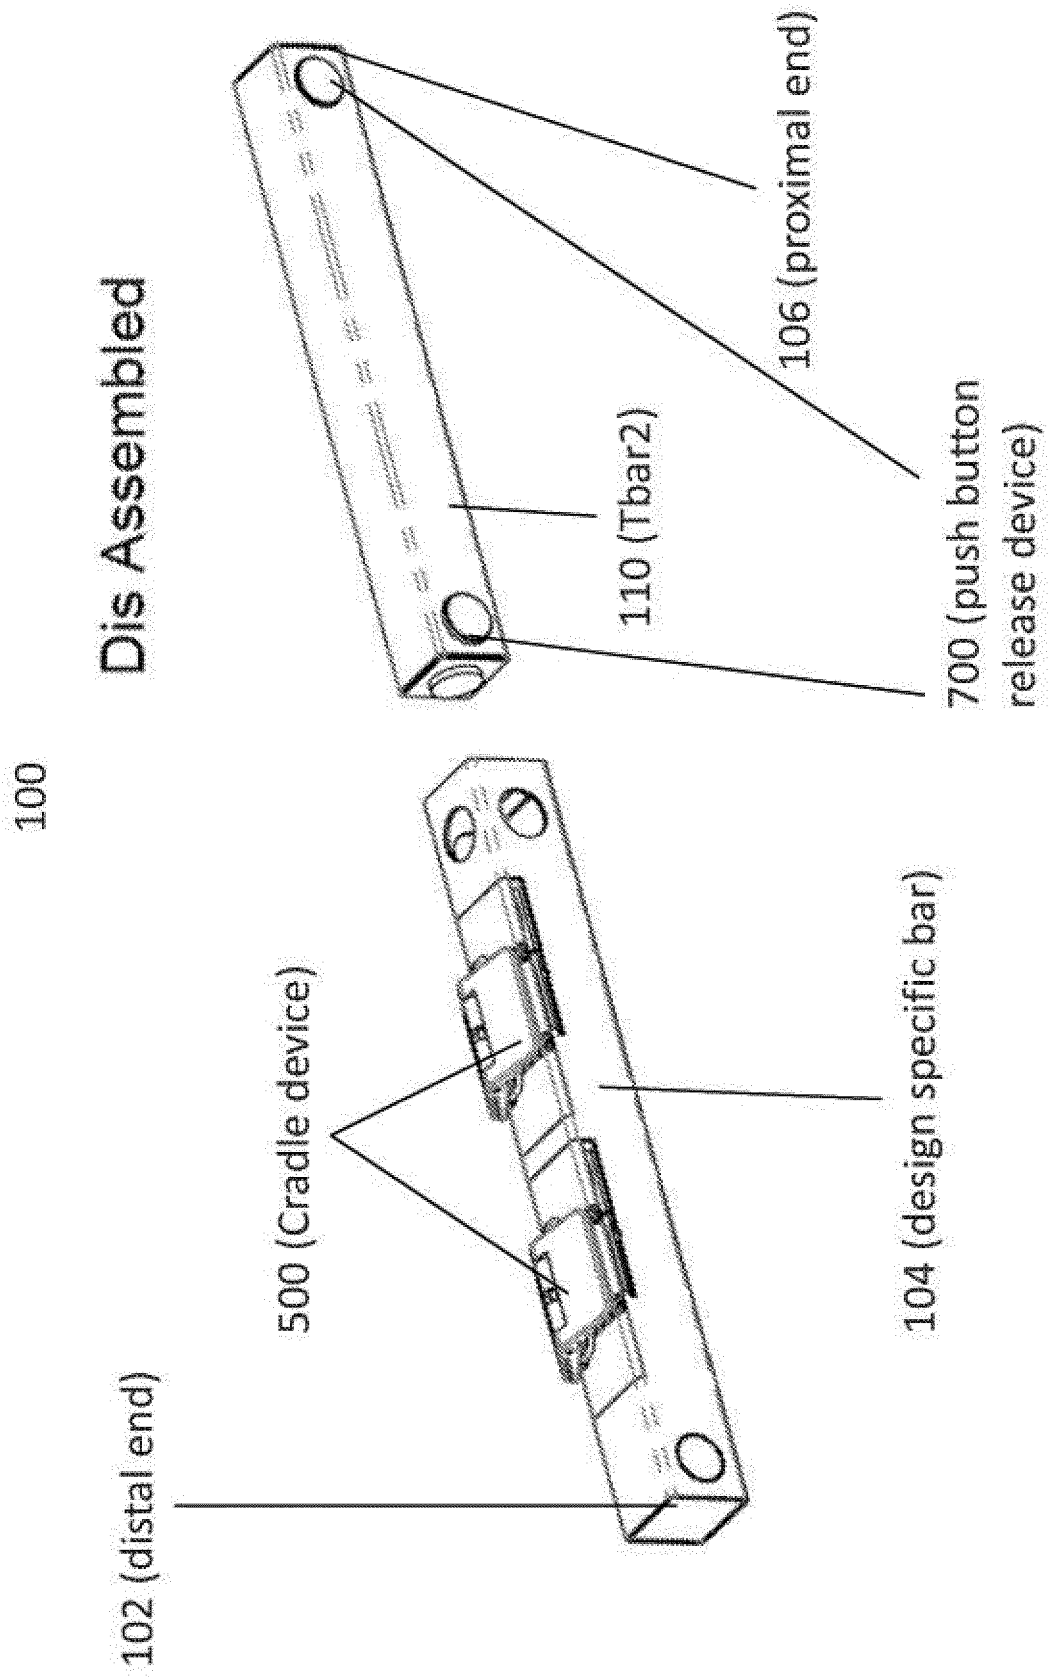 100
Dis Assembled
102 (distal end)
500 (Cradle device)
110 (Tbar2)
106 (proximal end)
104 (design specific bar)
700 (push button
release device)